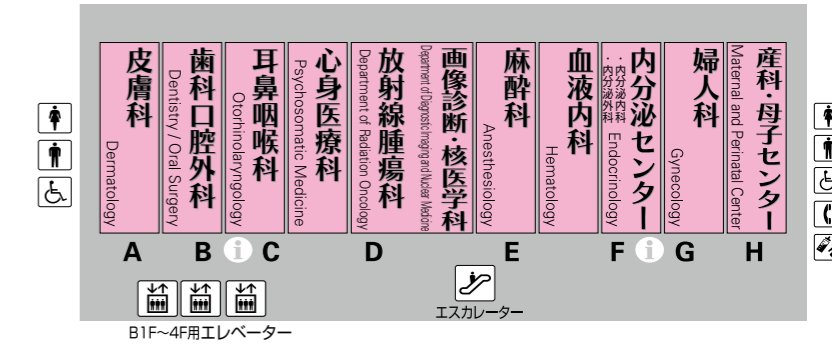 皮膚科
Dermatology
歯科口腔外科
Dentistry / Oral Surgery
耳鼻咽喉科
Otorhinolaryngology
心身医療科
Psychosomatic Medicine
放射線腫瘍科
Department of Radiation Oncology
画像診断・核医学科
Department of Diagnostic Imaging and Nuclear Medicine
麻酔科
Anesthesiology
血液内科
Hematology
内分泌センター
・内分泌内科
・内分泌外科
Endocrinology
婦人科
Gynecology
産科・母子センター
Maternal and Perinatal Center
A B i C D E F i G H
エスカレーター
B1F~4F用エレベーター